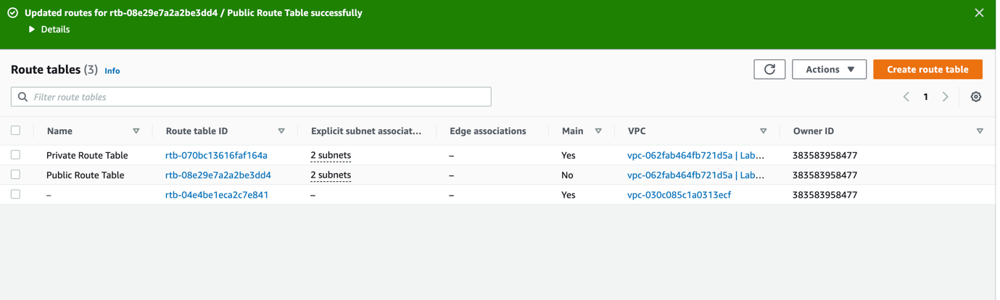 Updated routes for rtb-08e29e7a2a2be3dd4 / Public Route Table successfully
Details
Route tables (3) Info
Actions
Create route table
Filter route tables
1
Name Route table ID Explicit subnet associat... Edge associations Main VPC Owner ID
Private Route Table rtb-070bc13616faf164a 2 subnets – Yes vpc-062fab464fb721d5a | Lab... 383583958477
Public Route Table rtb-08e29e7a2a2be3dd4 2 subnets – No vpc-062fab464fb721d5a | Lab... 383583958477
– rtb-04e4be1eca2c7e841 – – Yes vpc-030c085c1a0313ecf 383583958477